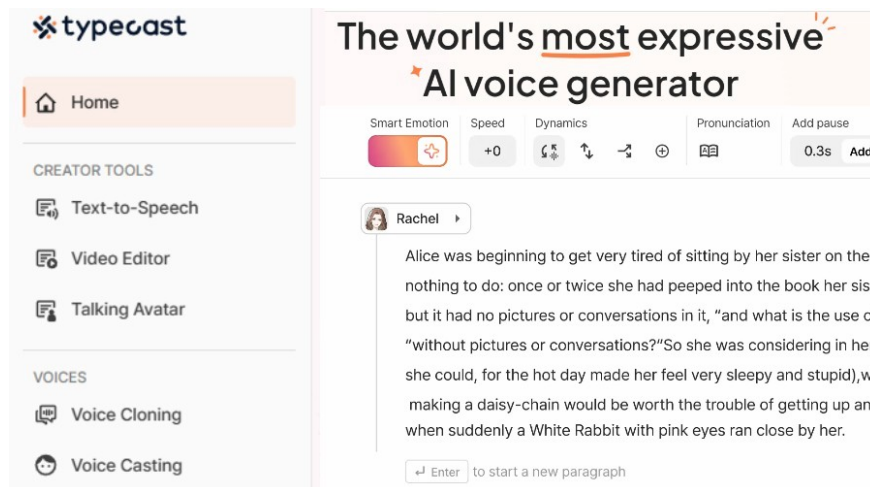 typecast
Home
CREATOR TOOLS
Text-to-Speech
Video Editor
Talking Avatar
VOICES
Voice Cloning
Voice Casting
The world's most expressive
AI voice generator
Smart Emotion
Speed
Dynamics
Pronunciation
Add pause
+0
0.3s
Add
Rachel
Alice was beginning to get very tired of sitting by her sister on the
nothing to do: once or twice she had peeped into the book her sis
but it had no pictures or conversations in it, “and what is the use o
“without pictures or conversations?”So she was considering in he
she could, for the hot day made her feel very sleepy and stupid),w
making a daisy-chain would be worth the trouble of getting up an
when suddenly a White Rabbit with pink eyes ran close by her.
↵ Enter to start a new paragraph